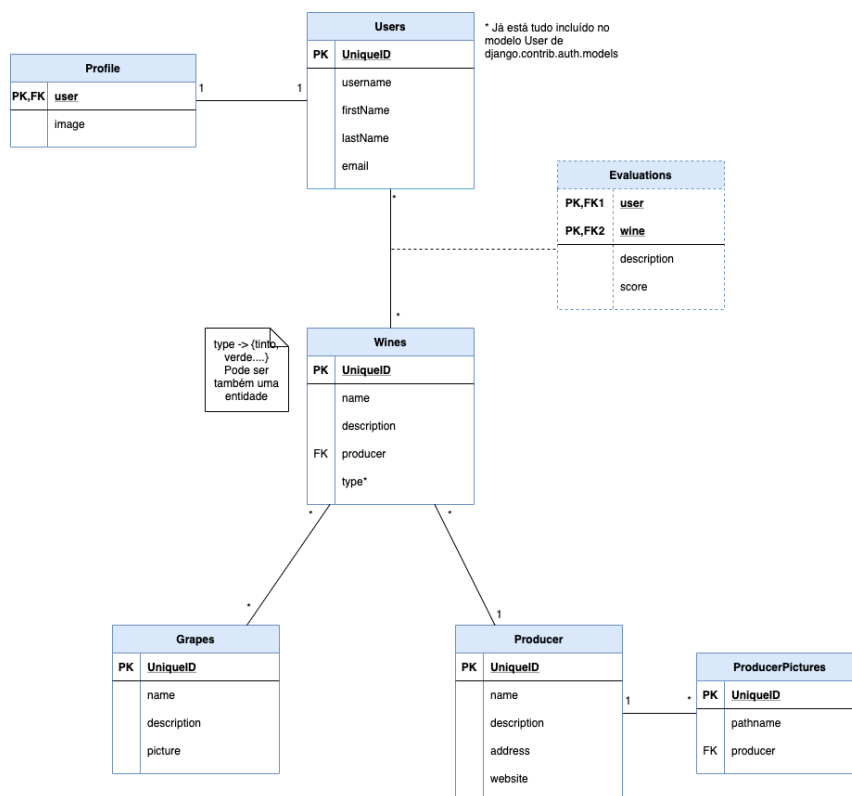 Users
PK UniqueID
username
firstName
lastName
email
* Já está tudo incluído no
modelo User de
django.contrib.auth.models
Profile
PK,FK user
image
1
1
*
Evaluations
PK,FK1 user
PK,FK2 wine
description
score
*
type -> {tinto,
verde....}
Pode ser
também uma
entidade
Wines
PK UniqueID
name
description
FK producer
type*
*
*
*
1
Grapes
PK UniqueID
name
description
picture
Producer
PK UniqueID
name
description
address
website
1
*
ProducerPictures
PK UniqueID
pathname
FK producer